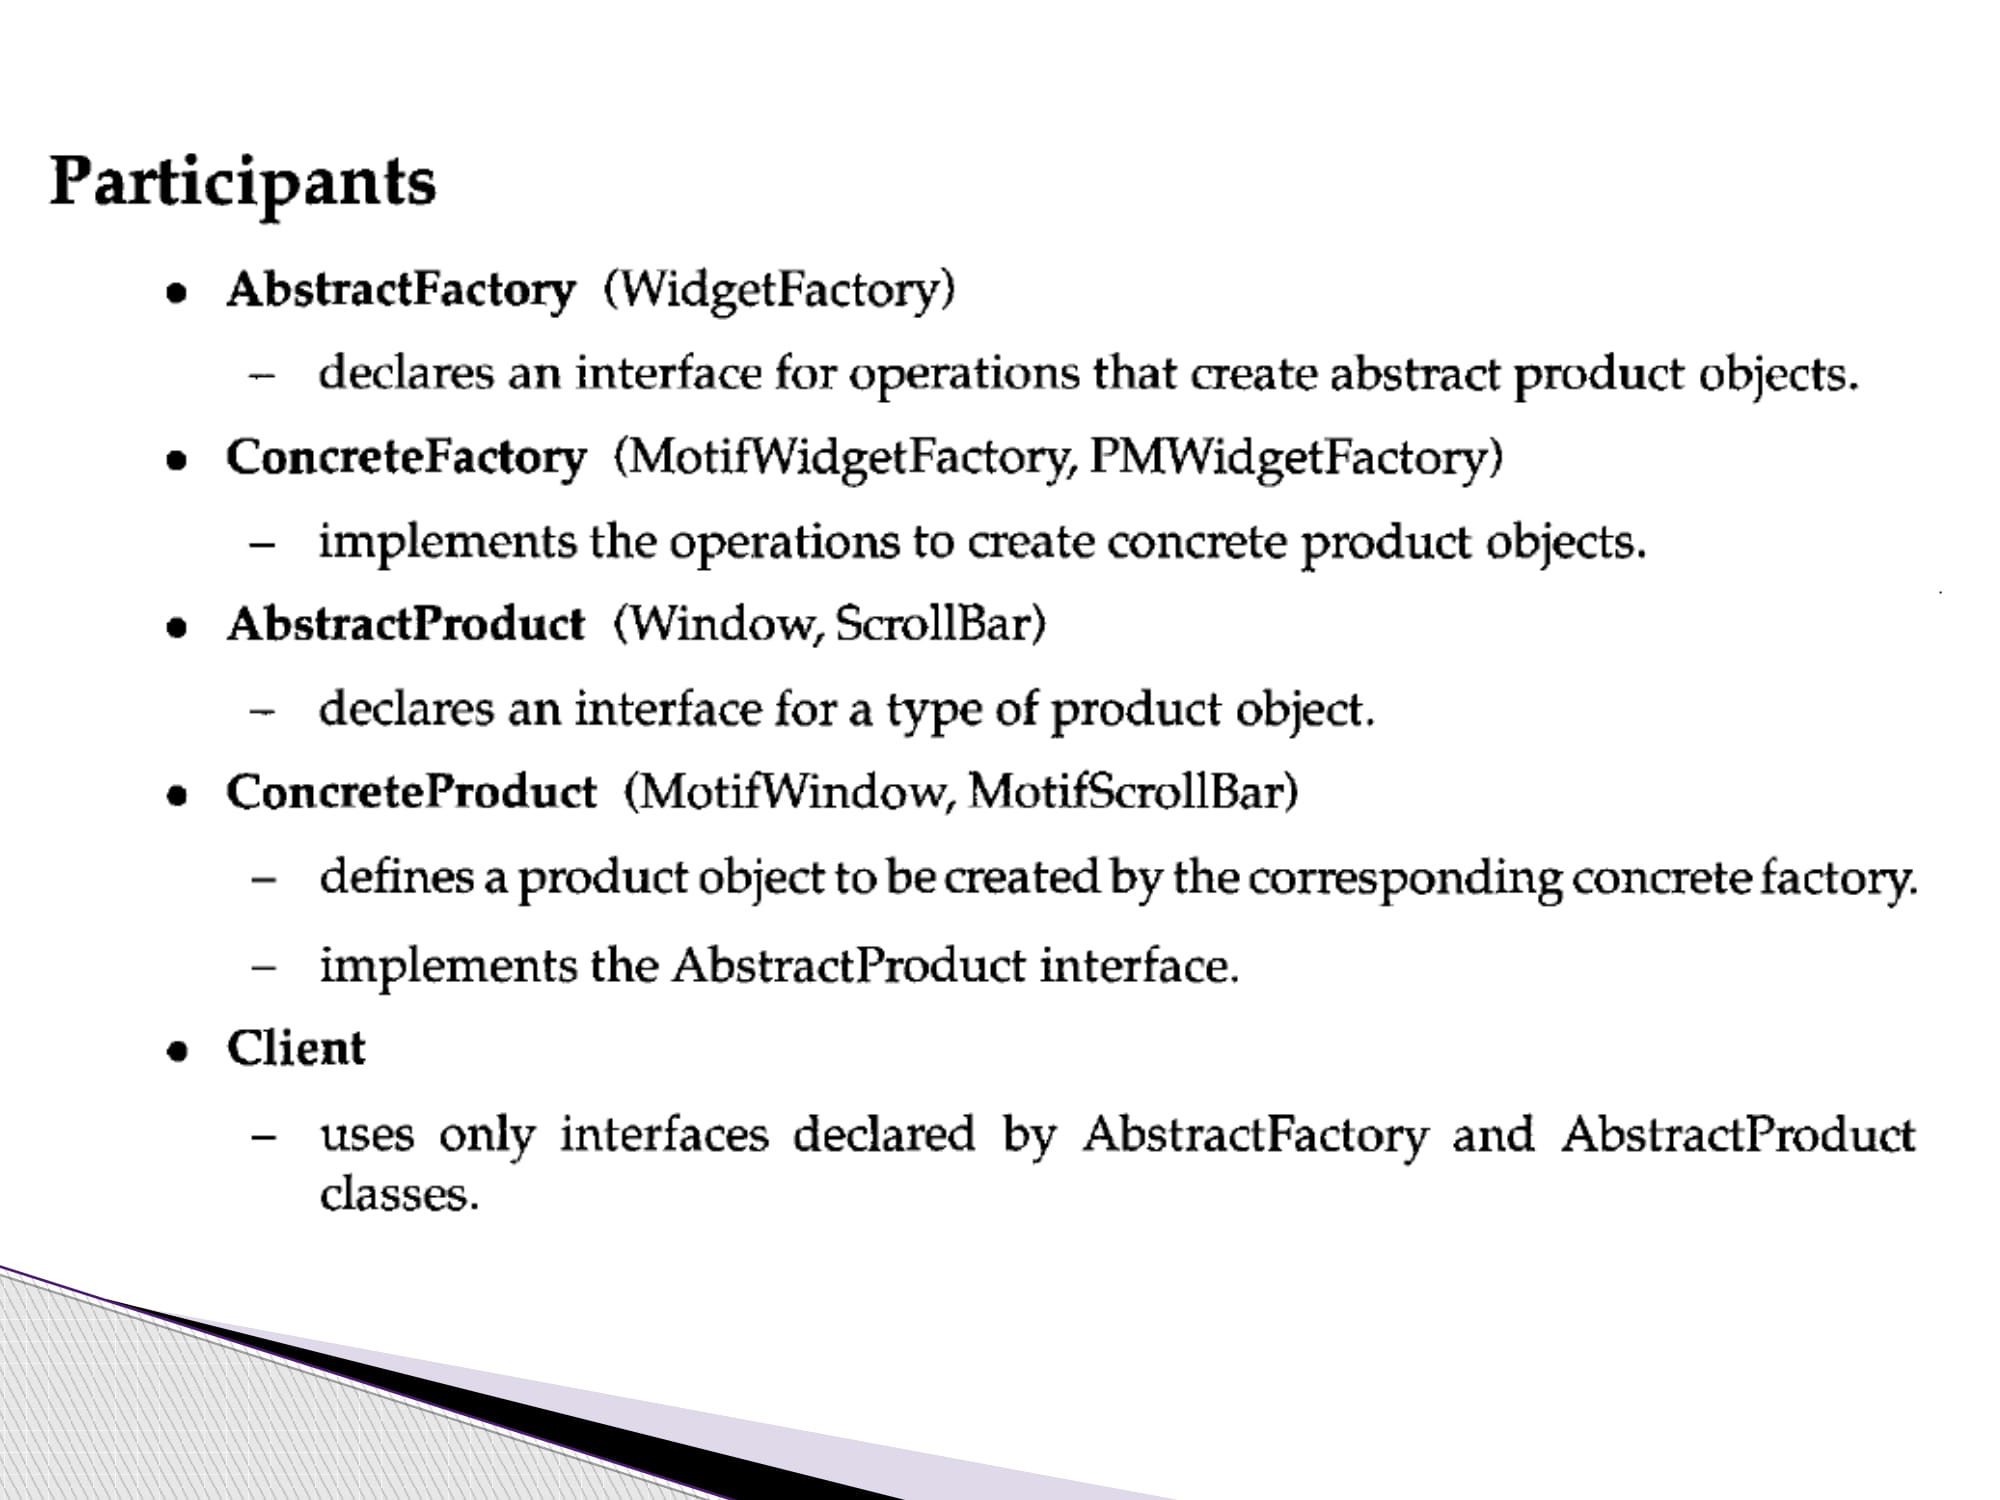 Participants
● AbstractFactory (WidgetFactory)
– declares an interface for operations that create abstract product objects.
● ConcreteFactory (MotifWidgetFactory, PMWidgetFactory)
– implements the operations to create concrete product objects.
● AbstractProduct (Window, ScrollBar)
– declares an interface for a type of product object.
● ConcreteProduct (MotifWindow, MotifScrollBar)
– defines a product object to be created by the corresponding concrete factory.
– implements the AbstractProduct interface.
● Client
– uses only interfaces declared by AbstractFactory and AbstractProduct
classes.